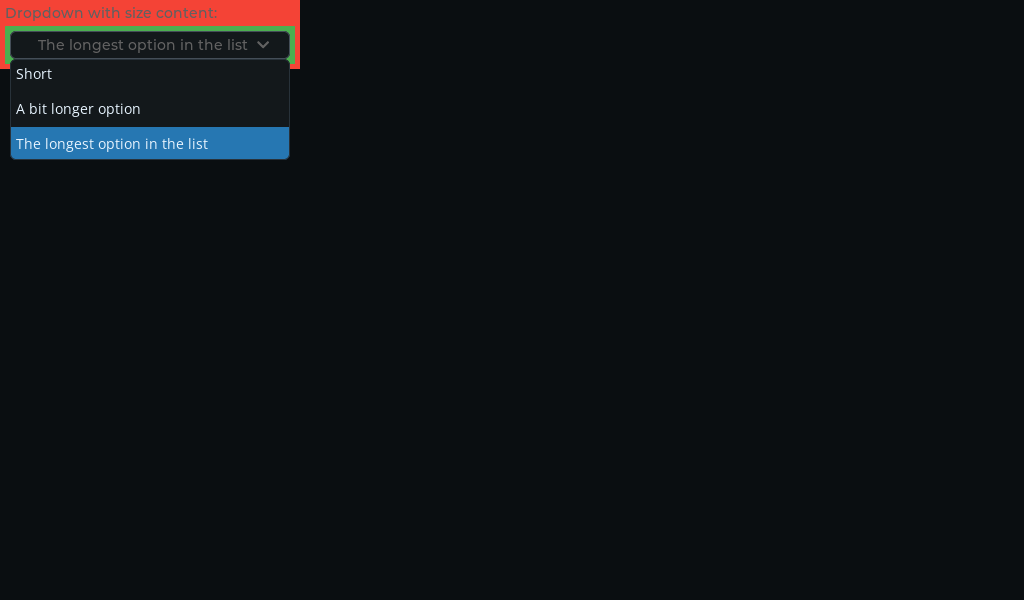 Dropdown with size content:
The longest option in the list
Short
A bit longer option
The longest option in the list